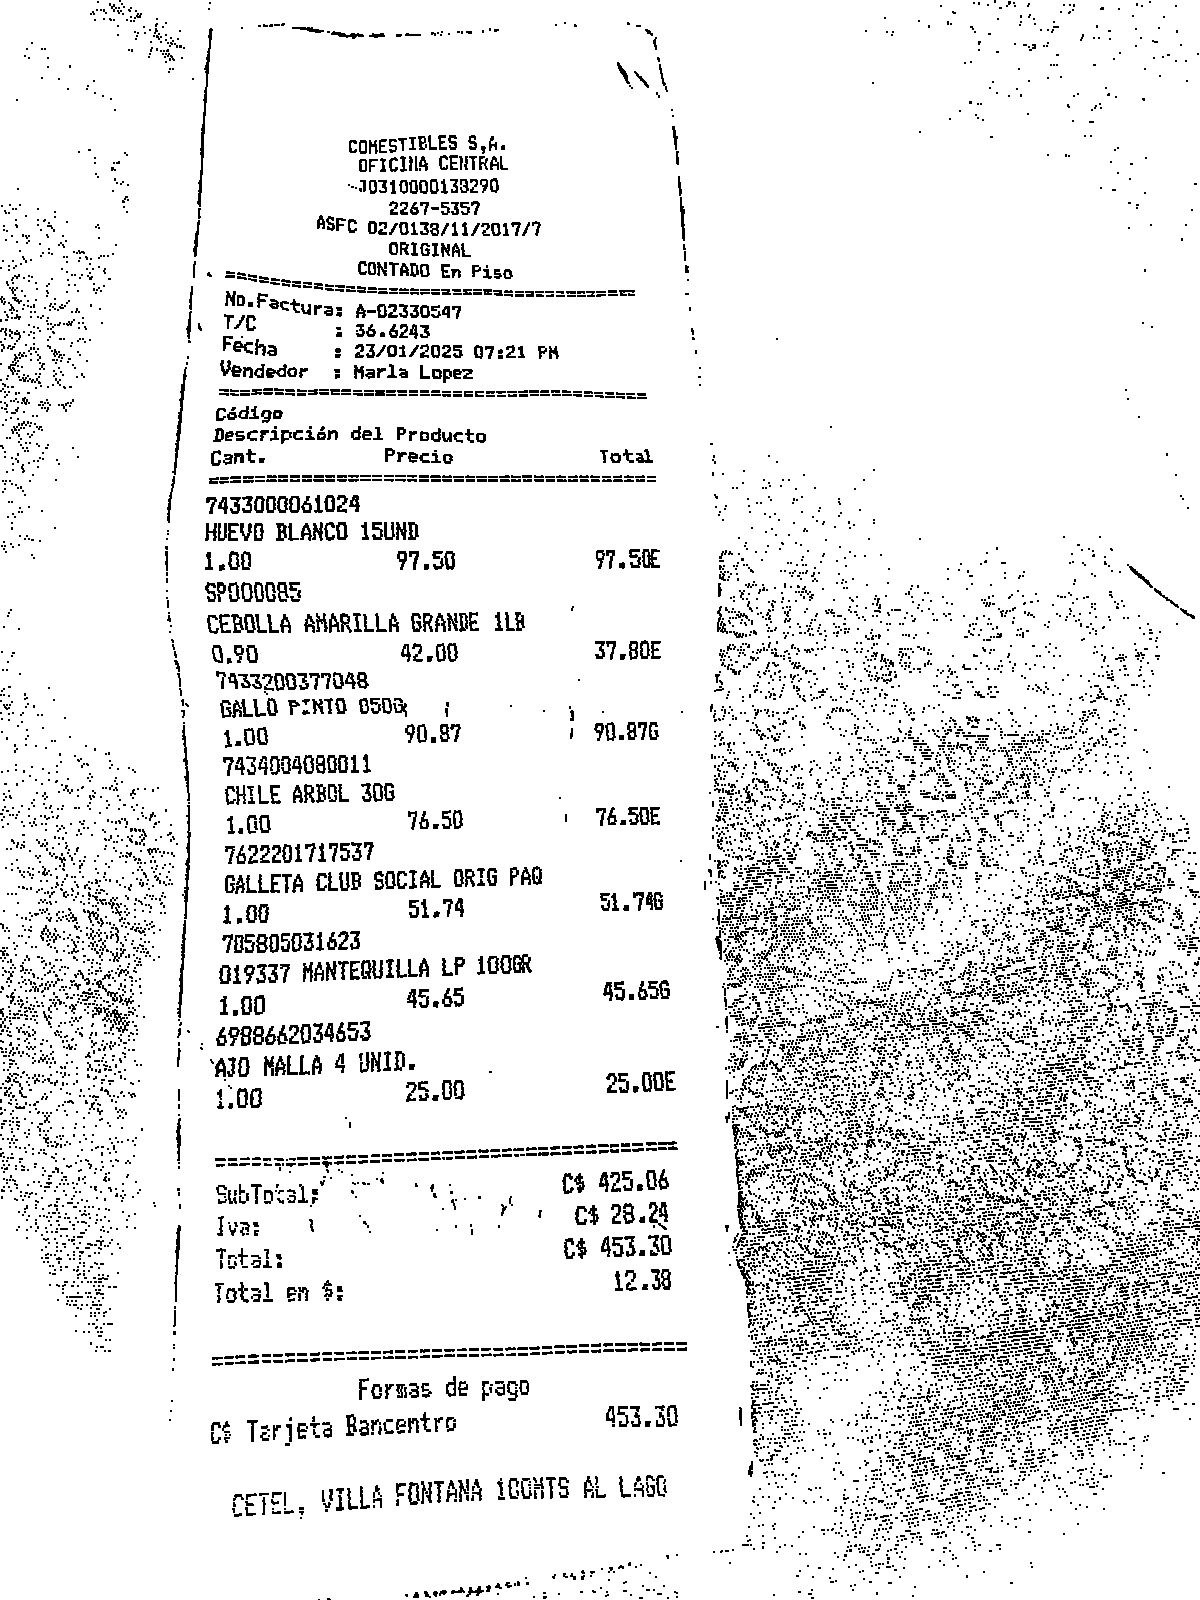 COMESTIBLES S,A.
OFICINA CENTRAL
J0310000138290
2267-5357
ASFC 02/0138/11/2017/7
ORIGINAL
CONTADO En Piso
No.Factura: A-02330547
T/C : 36.6243
Fecha : 23/01/2025 07:21 PM
Vendedor : Marla Lopez
Código
Descripción del Producto
Cant. Precio Total
7433000061024
HUEVO BLANCO 15UND
1.00 97.50 97.50E
SP000085
CEBOLLA AMARILLA GRANDE 1LB
0.90 42.00 37.80E
7433200377048
GALLO PINTO 850G
1.00 90.87 90.87G
7434004080011
CHILE ARBOL 30G
1.00 76.50 76.50E
7622201717537
GALLETA CLUB SOCIAL ORIG PAQ
1.00 51.74 51.74G
705805031623
019337 MANTEQUILLA LP 100GR
1.00 45.65 45.65G
6988662034653
AJO MALLA 4 UNID.
1.00 25.00 25.00E
SubTotal: C$ 425.06
Iva: C$ 28.24
Total: C$ 453.30
Total en $: 12.38
Formas de pago
C$ Tarjeta Bancentro 453.30
CETEL, VILLA FONTANA 100MTS AL LAGO